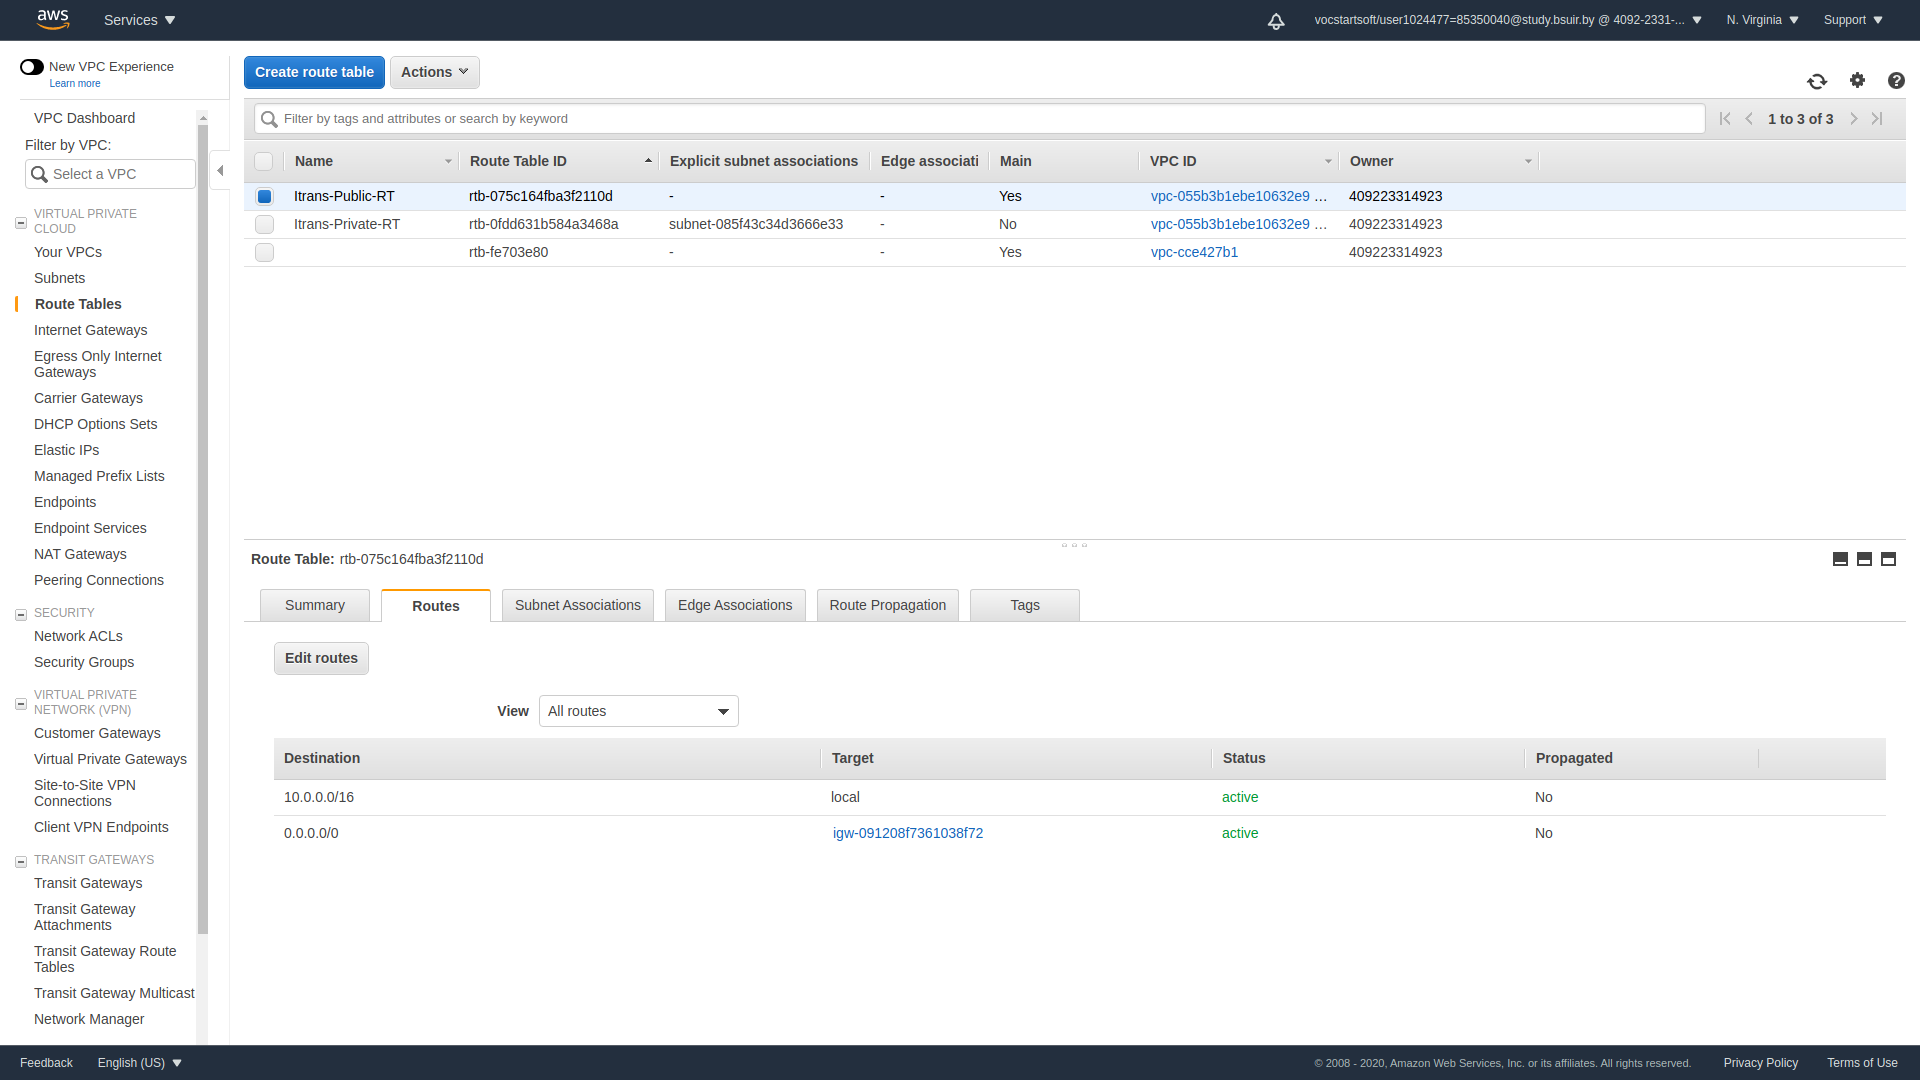 aws Services vocstartsoft/user1024477=85350040@study.bsuir.by @ 4092-2331-... N. Virginia Support
New VPC Experience
Learn more
VPC Dashboard
Filter by VPC:
Select a VPC
VIRTUAL PRIVATE
CLOUD
Your VPCs
Subnets
Route Tables
Internet Gateways
Egress Only Internet
Gateways
Carrier Gateways
DHCP Options Sets
Elastic IPs
Managed Prefix Lists
Endpoints
Endpoint Services
NAT Gateways
Peering Connections
SECURITY
Network ACLs
Security Groups
VIRTUAL PRIVATE
NETWORK (VPN)
Customer Gateways
Virtual Private Gateways
Site-to-Site VPN
Connections
Client VPN Endpoints
TRANSIT GATEWAYS
Transit Gateways
Transit Gateway
Attachments
Transit Gateway Route
Tables
Transit Gateway Multicast
Network Manager
Create route table Actions
Filter by tags and attributes or search by keyword 1 to 3 of 3
Name Route Table ID Explicit subnet associations Edge associati Main VPC ID Owner
Itrans-Public-RT rtb-075c164fba3f2110d - - Yes vpc-055b3b1ebe10632e9 ... 409223314923
Itrans-Private-RT rtb-0fdd631b584a3468a subnet-085f43c34d3666e33 - No vpc-055b3b1ebe10632e9 ... 409223314923
rtb-fe703e80 - - Yes vpc-cce427b1 409223314923
Route Table: rtb-075c164fba3f2110d
Summary Routes Subnet Associations Edge Associations Route Propagation Tags
Edit routes
View All routes
Destination Target Status Propagated
10.0.0.0/16 local active No
0.0.0.0/0 igw-091208f7361038f72 active No
Feedback English (US) © 2008 - 2020, Amazon Web Services, Inc. or its affiliates. All rights reserved. Privacy Policy Terms of Use